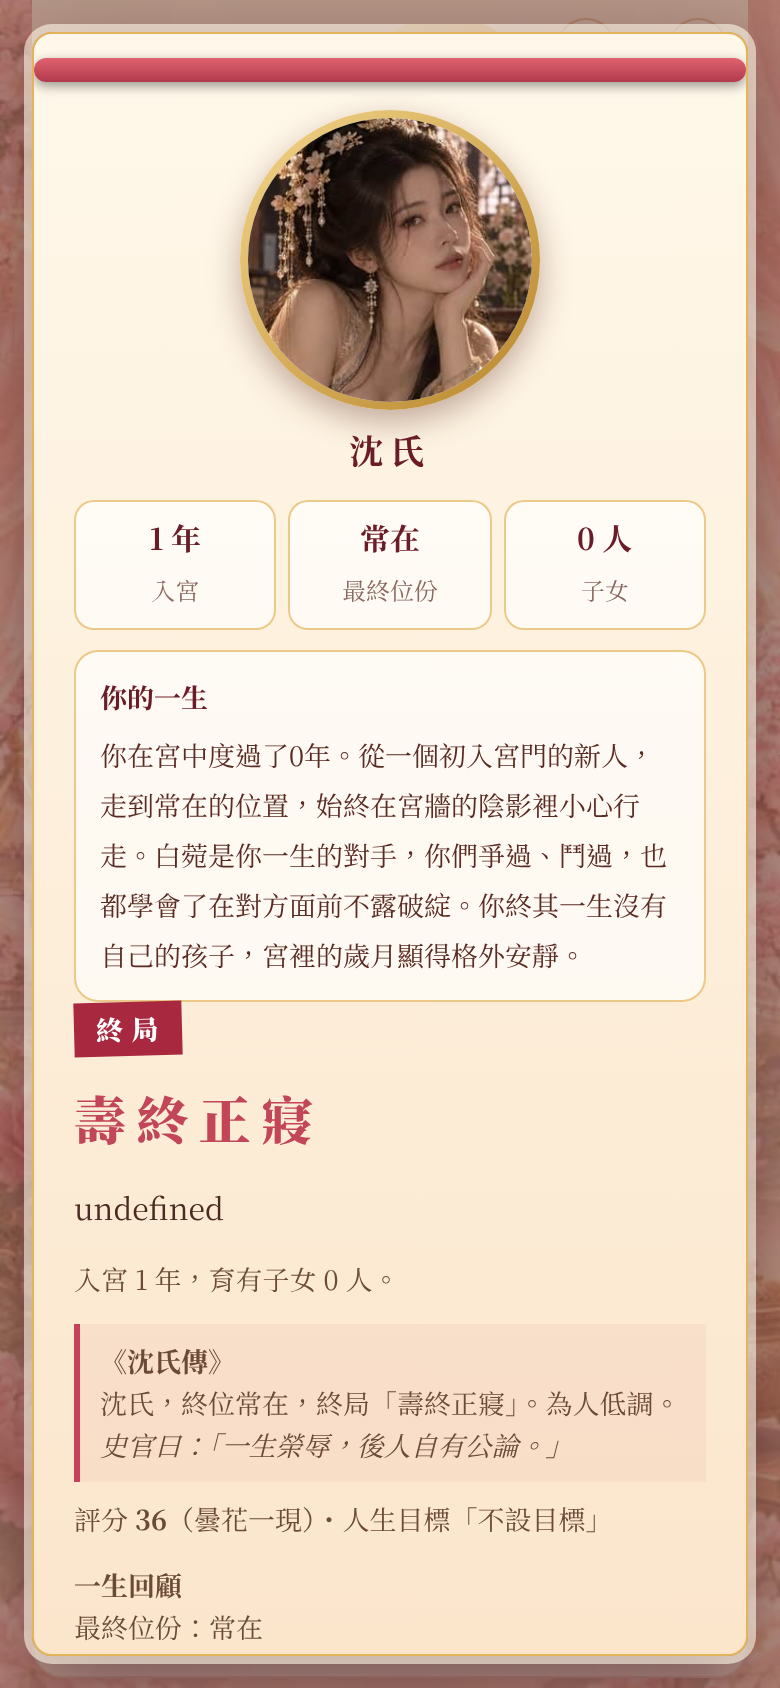 沈氏
1 年
入宮
常在
最終位份
0 人
子女
你的一生
你在宮中度過了0年。從一個初入宮門的新人，
走到常在的位置，始終在宮牆的陰影裡小心行
走。白菀是你一生的對手，你們爭過、鬥過，也
都學會了在對方面前不露破綻。你終其一生沒有
自己的孩子，宮裡的歲月顯得格外安靜。
終局
壽終正寢
undefined
入宮 1 年，育有子女 0 人。
《沈氏傳》
沈氏，終位常在，終局「壽終正寢」。為人低調。
史官曰：「一生榮辱，後人自有公論。」
評分 36（曇花一現）· 人生目標「不設目標」
一生回顧
最終位份：常在